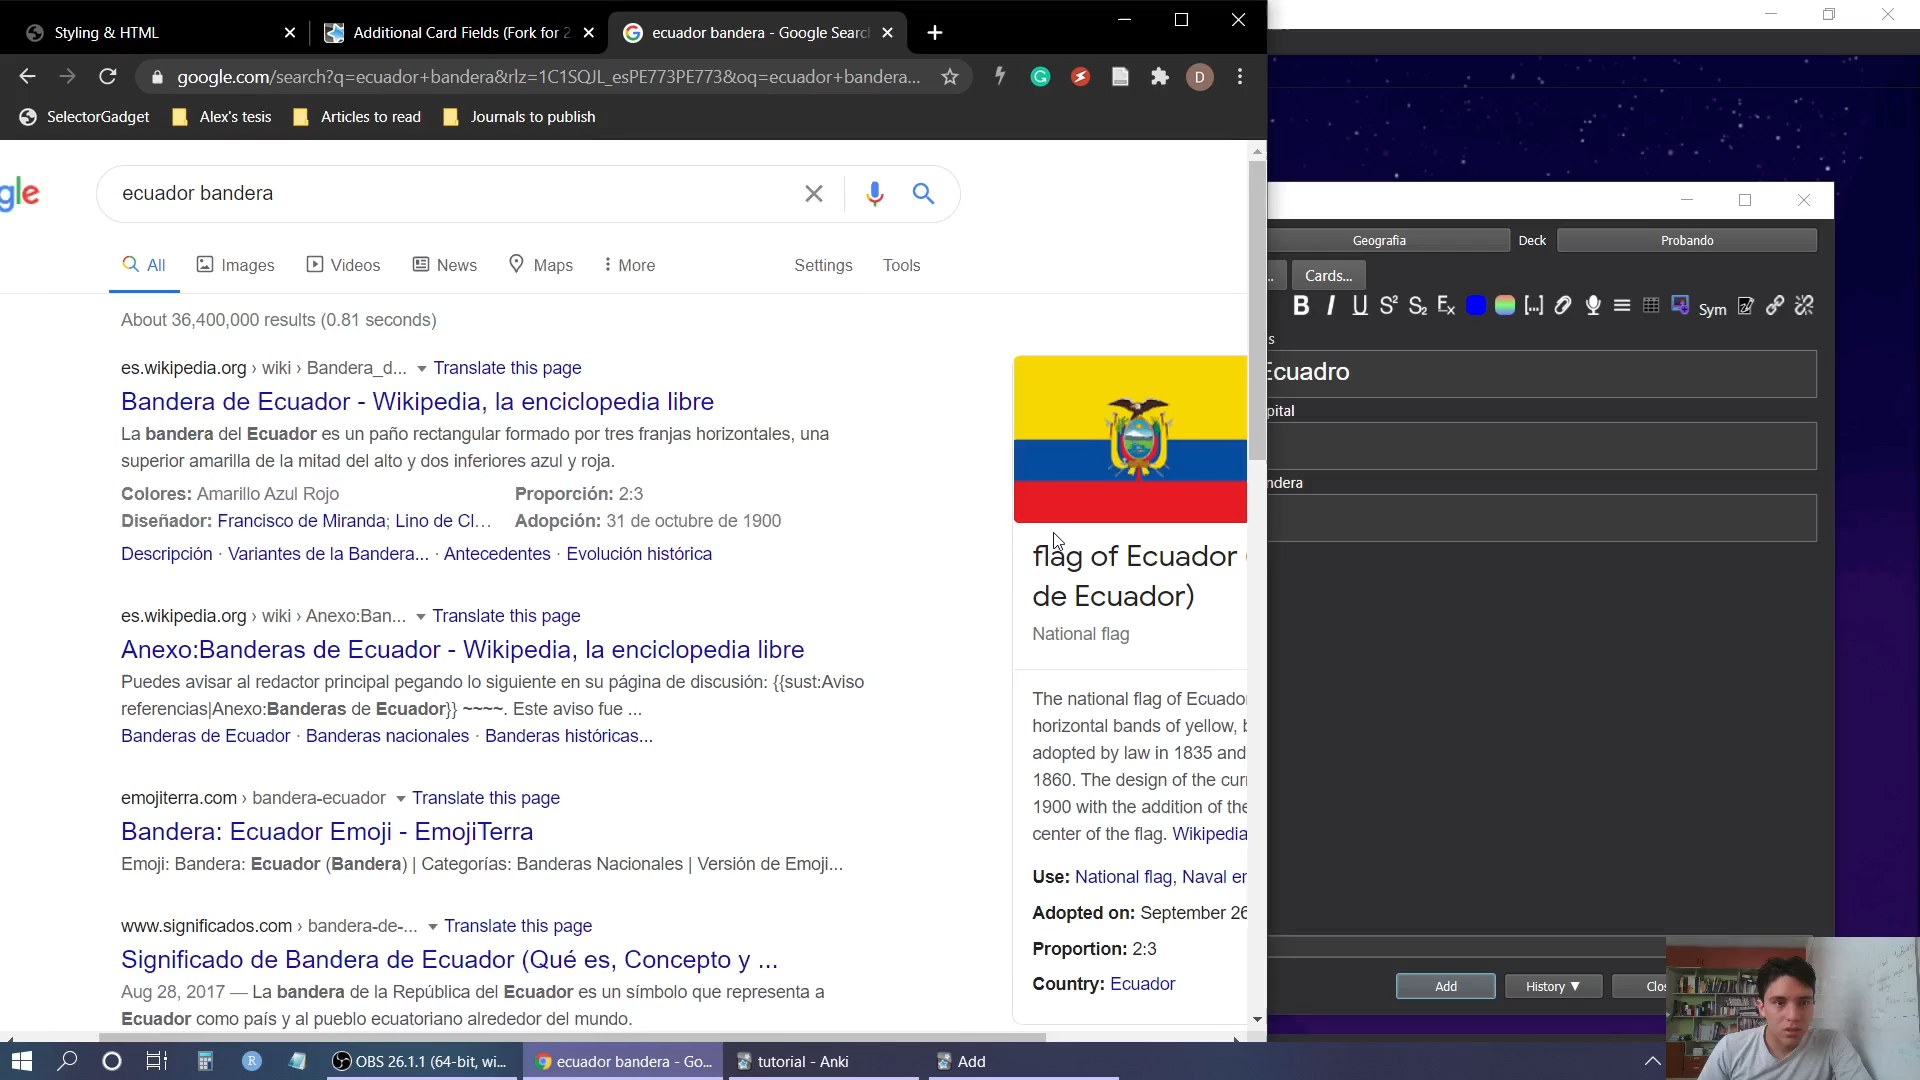 Styling & HTML
Additional Card Fields (Fork for 2
ecuador bandera - Google Search
google.com/search?q=ecuador+bandera&rlz=1C1SQJL_esPE773PE773&oq=ecuador+bandera...
D
SelectorGadget
Alex's tesis
Articles to read
Journals to publish
gle
ecuador bandera
All
Images
Videos
News
Maps
More
Settings
Tools
About 36,400,000 results (0.81 seconds)
es.wikipedia.org › wiki › Bandera_d... Translate this page
Bandera de Ecuador - Wikipedia, la enciclopedia libre
La bandera del Ecuador es un paño rectangular formado por tres franjas horizontales, una
superior amarilla de la mitad del alto y dos inferiores azul y roja.
Colores: Amarillo Azul Rojo
Proporción: 2:3
Diseñador: Francisco de Miranda; Lino de Cl...
Adopción: 31 de octubre de 1900
Descripción · Variantes de la Bandera... · Antecedentes · Evolución histórica
es.wikipedia.org › wiki › Anexo:Ban... Translate this page
Anexo:Banderas de Ecuador - Wikipedia, la enciclopedia libre
Puedes avisar al redactor principal pegando lo siguiente en su página de discusión: {{sust:Aviso
referencias|Anexo:Banderas de Ecuador}} ~~~~. Este aviso fue ...
Banderas de Ecuador · Banderas nacionales · Banderas históricas...
emojiterra.com › bandera-ecuador Translate this page
Bandera: Ecuador Emoji - EmojiTerra
Emoji: Bandera: Ecuador (Bandera) | Categorías: Banderas Nacionales | Versión de Emoji...
www.significados.com › bandera-de-... Translate this page
Significado de Bandera de Ecuador (Qué es, Concepto y ...
Aug 28, 2017 — La bandera de la República del Ecuador es un símbolo que representa a
Ecuador como país y al pueblo ecuatoriano alrededor del mundo.
flag of Ecuador (
de Ecuador)
National flag
The national flag of Ecuador
horizontal bands of yellow, b
adopted by law in 1835 and
1860. The design of the curr
1900 with the addition of the
center of the flag. Wikipedia
Use: National flag, Naval en
Adopted on: September 26
Proportion: 2:3
Country: Ecuador
Geografia
Deck
Probando
Cards...
B I U S² S₂ Ex [...] Sym
s
Ecuadro
pital
ndera
Add
History ▼
Clos
OBS 26.1.1 (64-bit, wi...
ecuador bandera - Go...
tutorial - Anki
Add